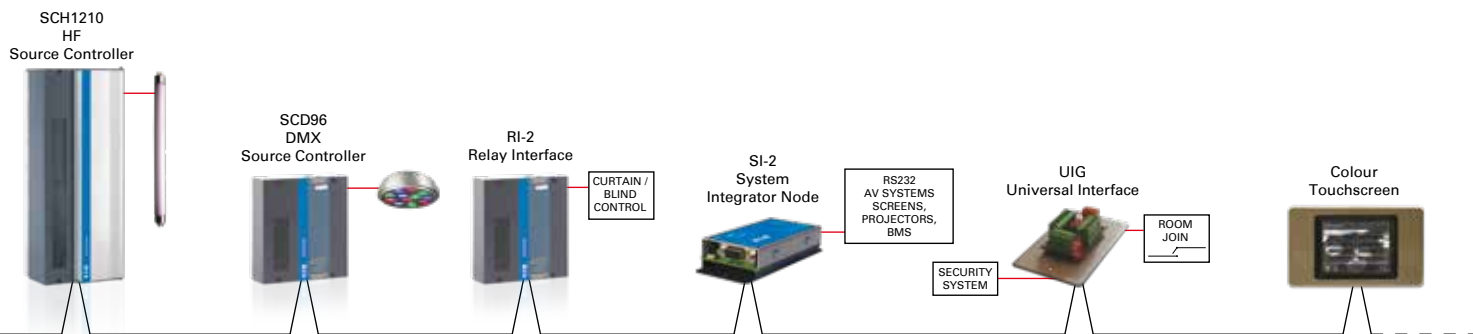 SCH1210
HF
Source Controller
SCD96
DMX
Source Controller
RI-2
Relay Interface
CURTAIN /
BLIND
CONTROL
SI-2
System
Integrator Node
RS232
AV SYSTEMS
SCREENS,
PROJECTORS,
BMS
UIG
Universal Interface
SECURITY
SYSTEM
ROOM
JOIN
Colour
Touchscreen